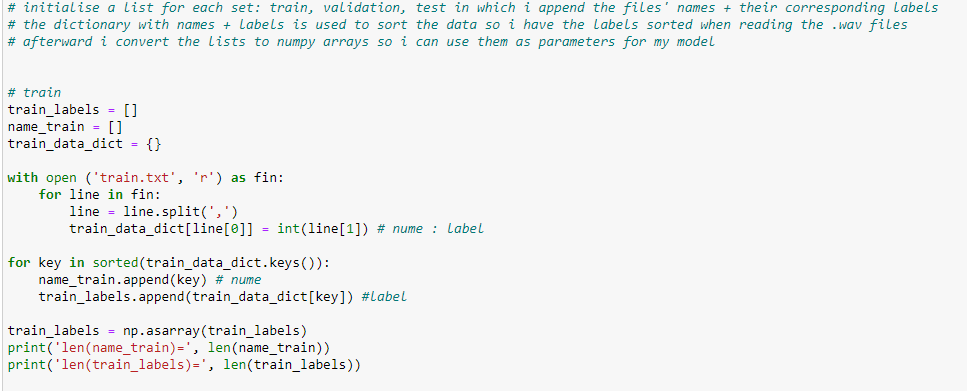 # initialise a list for each set: train, validation, test in which i append the files' names + their corresponding labels
# the dictionary with names + labels is used to sort the data so i have the labels sorted when reading the .wav files
# afterward i convert the lists to numpy arrays so i can use them as parameters for my model
# train
train_labels = []
name_train = []
train_data_dict = {}
with open ('train.txt', 'r') as fin:
    for line in fin:
        line = line.split(',')
        train_data_dict[line[0]] = int(line[1]) # nume : label
for key in sorted(train_data_dict.keys()):
    name_train.append(key) # nume
    train_labels.append(train_data_dict[key]) #label
train_labels = np.asarray(train_labels)
print('len(name_train)=', len(name_train))
print('len(train_labels)=', len(train_labels))